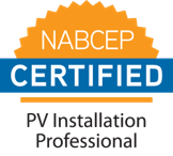 NABCEP
CERTIFIED
PV Installation
Professional